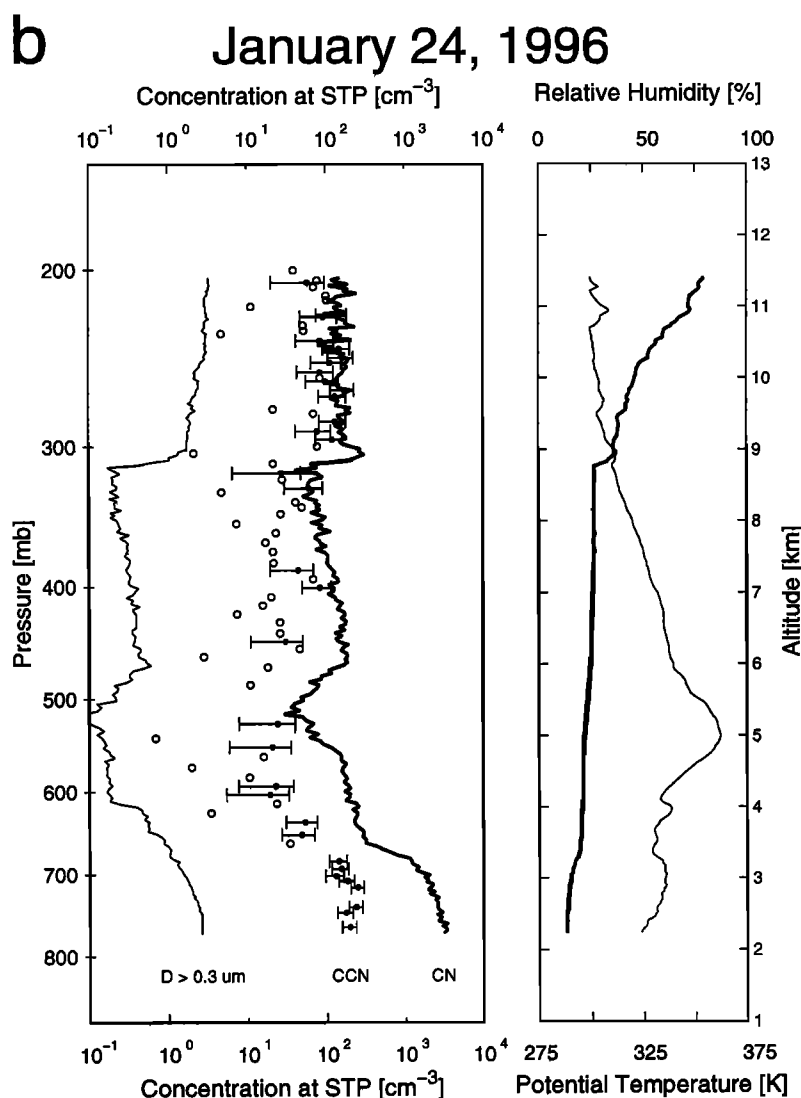 b January 24, 1996
Concentration at STP [cm⁻³] Relative Humidity [%]
10⁻¹ 10⁰ 10¹ 10² 10³ 10⁴ 0 50 100
13
12
200
11
10
300 9
8
Pressure [mb] Altitude [km]
400 7
6
500
5
600 4
700
3
800 2
D > 0.3 um CCN CN
1
10⁻¹ 10⁰ 10¹ 10² 10³ 10⁴ 275 325 375
Concentration at STP [cm⁻³] Potential Temperature [K]